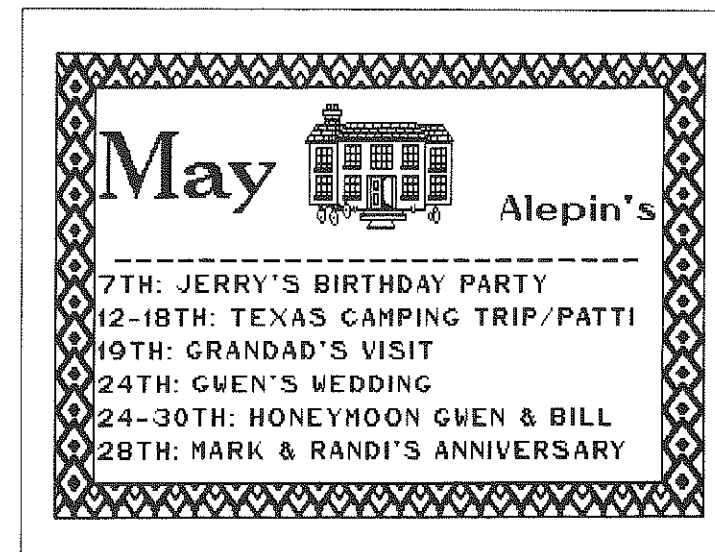 May
Alepin's
7TH: JERRY'S BIRTHDAY PARTY
12-18TH: TEXAS CAMPING TRIP/PATTI
19TH: GRANDAD'S VISIT
24TH: GWEN'S WEDDING
24-30TH: HONEYMOON GWEN & BILL
28TH: MARK & RANDI'S ANNIVERSARY